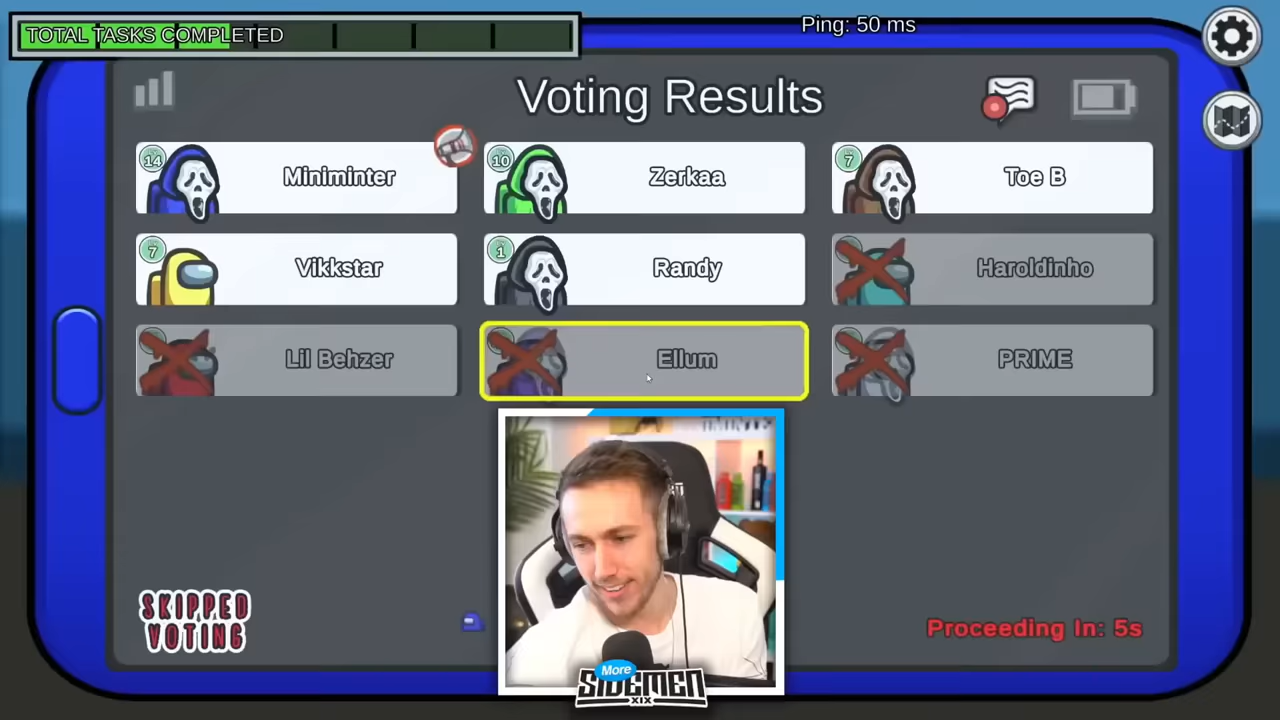 TOTAL TASKS COMPLETED
Ping: 50 ms
Voting Results
14 Miniminter
10 Zerkaa
7 Toe B
7 Vikkstar
1 Randy
Haroldinho
Lil Behzer
Ellum
PRIME
SKIPPED
VOTING
Proceeding In: 5s
More
SIDEMEN
XIX